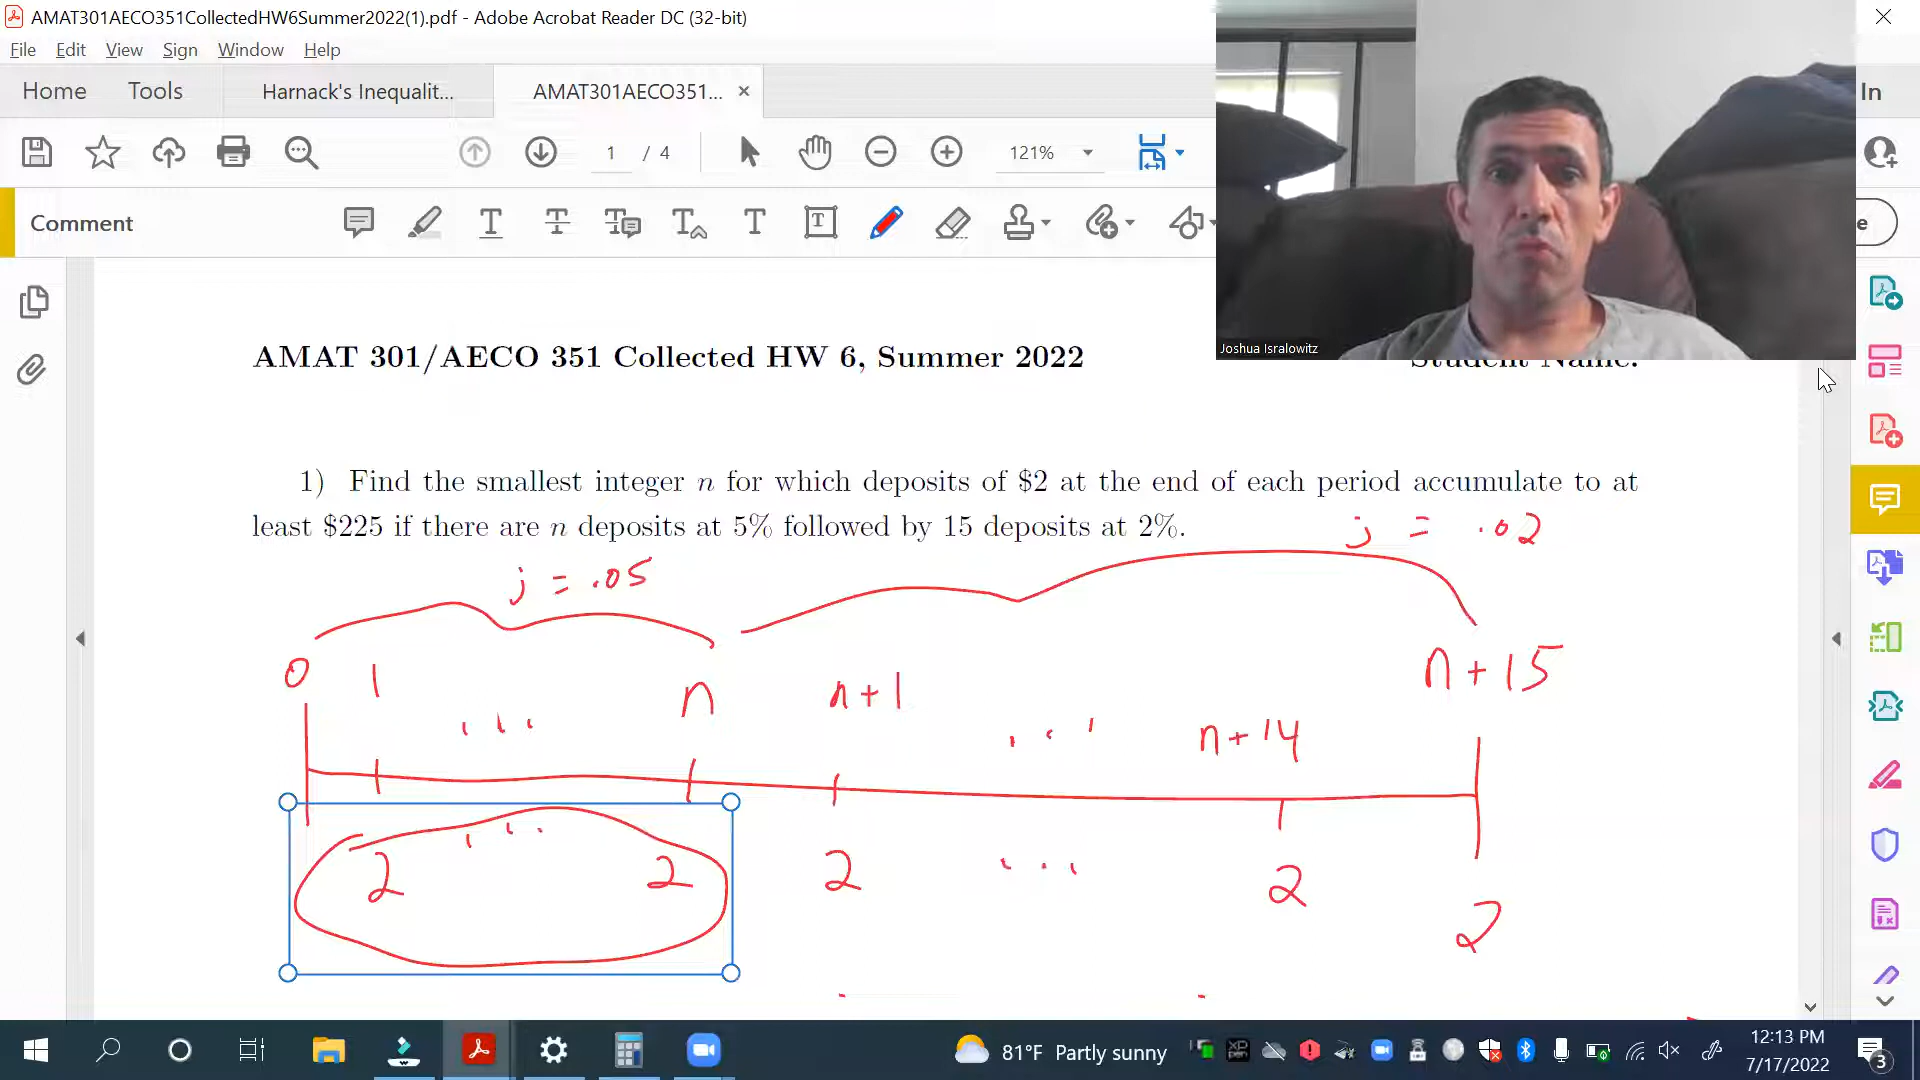 AMAT301AECO351CollectedHW6Summer2022(1).pdf - Adobe Acrobat Reader DC (32-bit)
File Edit View Sign Window Help
Home Tools Harnack's Inequalit... AMAT301AECO351... In
1 / 4 121%
Comment
Joshua Isralowitz
AMAT 301/AECO 351 Collected HW 6, Summer 2022 Student Name:
1) Find the smallest integer n for which deposits of $2 at the end of each period accumulate to at
least $225 if there are n deposits at 5% followed by 15 deposits at 2%.
j = .02
j = .05
0 1 ... n n+1 ... n+14 n+15
2 ... 2 2 ... 2 2
81°F Partly sunny
12:13 PM
7/17/2022
3